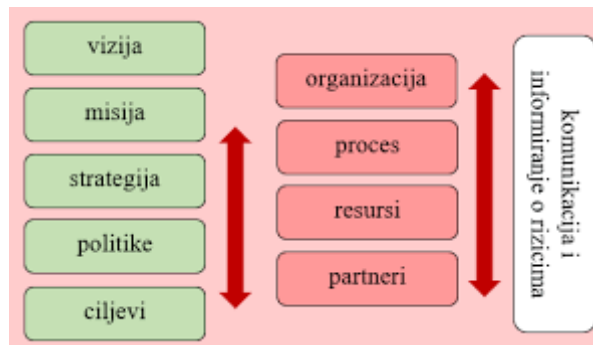 vizija
misija
strategija
politike
ciljevi
organizacija
proces
resursi
partneri
komunikacija i
informiranje o rizicima